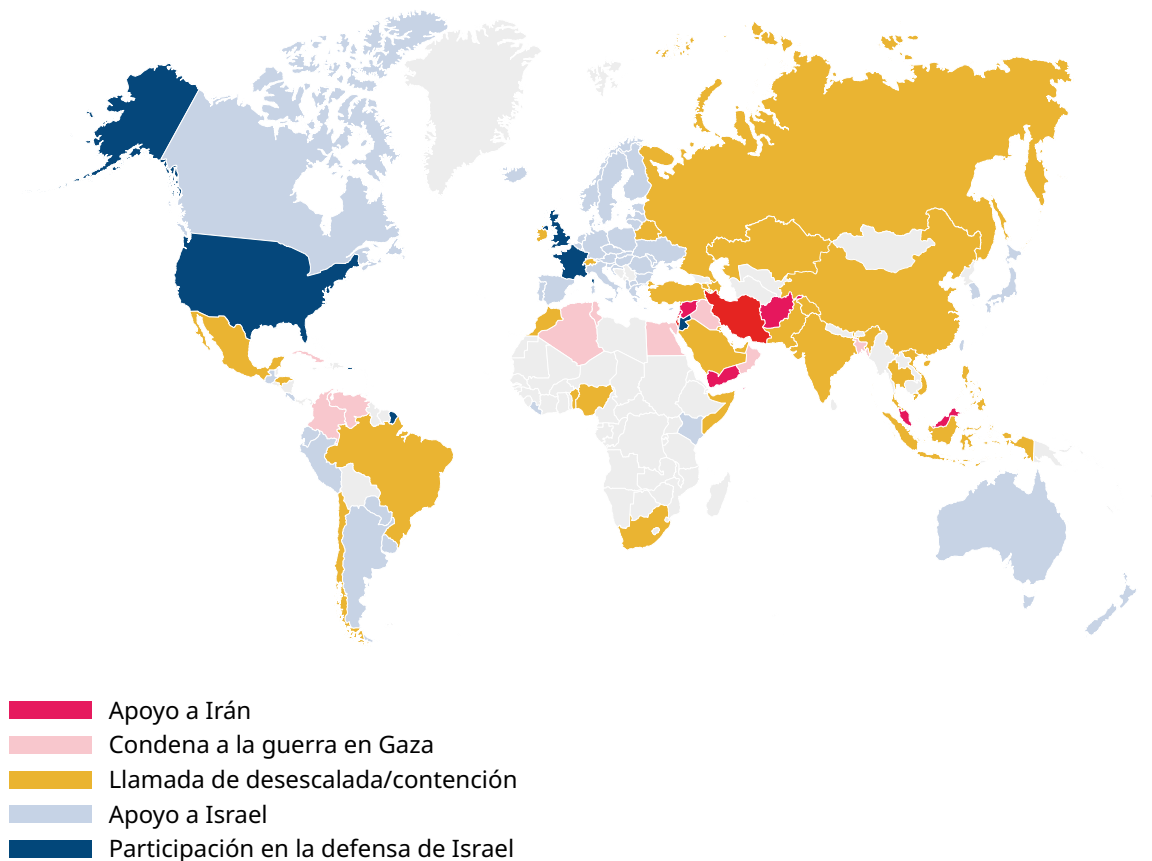 Apoyo a Irán
Condena a la guerra en Gaza
Llamada de desescalada/contención
Apoyo a Israel
Participación en la defensa de Israel